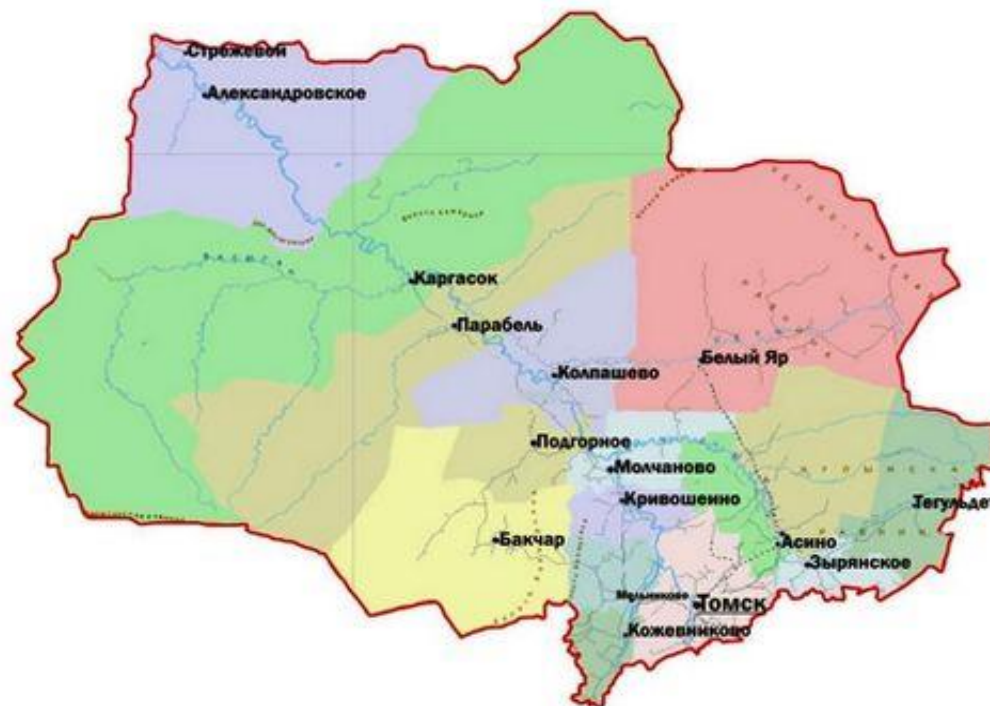 Стрежевой
Александровское
Каргасок
Парабель
Колпашево
Белый Яр
Подгорное
Молчаново
Кривошеино
Тегульдет
Бакчар
Асино
Зырянское
Мельниково
Томск
Кожевниково